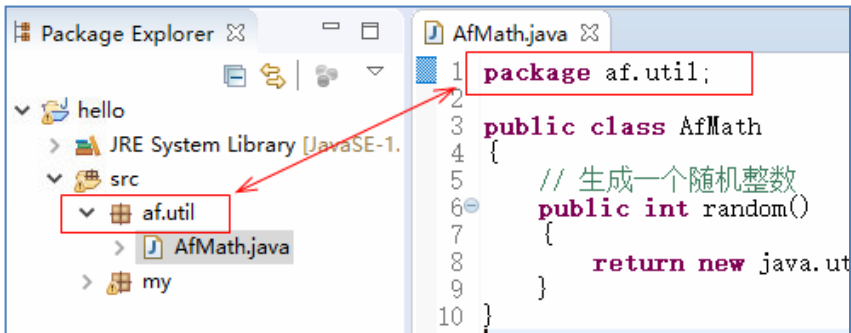 Package Explorer
hello
JRE System Library [JavaSE-1.
src
af.util
AfMath.java
my
AfMath.java
1 package af.util;
2
3 public class AfMath
4 {
5 // 生成一个随机整数
6 public int random()
7 {
8 return new java.ut
9 }
10 }